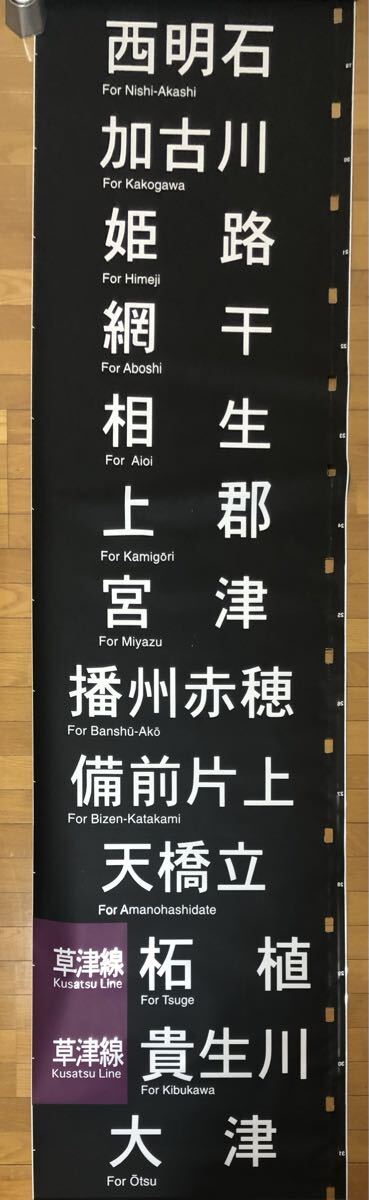 西明石
For Nishi-Akashi
加古川
For Kakogawa
姫路
For Himeji
網干
For Aboshi
相生
For Aioi
上郡
For Kamigōri
宮津
For Miyazu
播州赤穂
For Banshū-Akō
備前片上
For Bizen-Katakami
天橋立
For Amanohashidate
草津線 柘植
Kusatsu Line For Tsuge
草津線 貴生川
Kusatsu Line For Kibukawa
大津
For Ōtsu